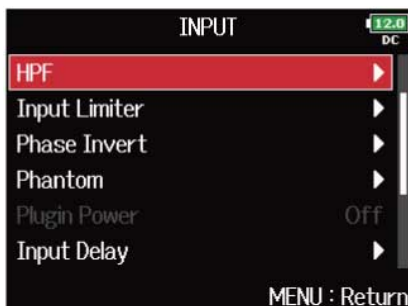 INPUT
12.0
DC
HPF
Input Limiter
Phase Invert
Phantom
Plugin Power Off
Input Delay
MENU : Return